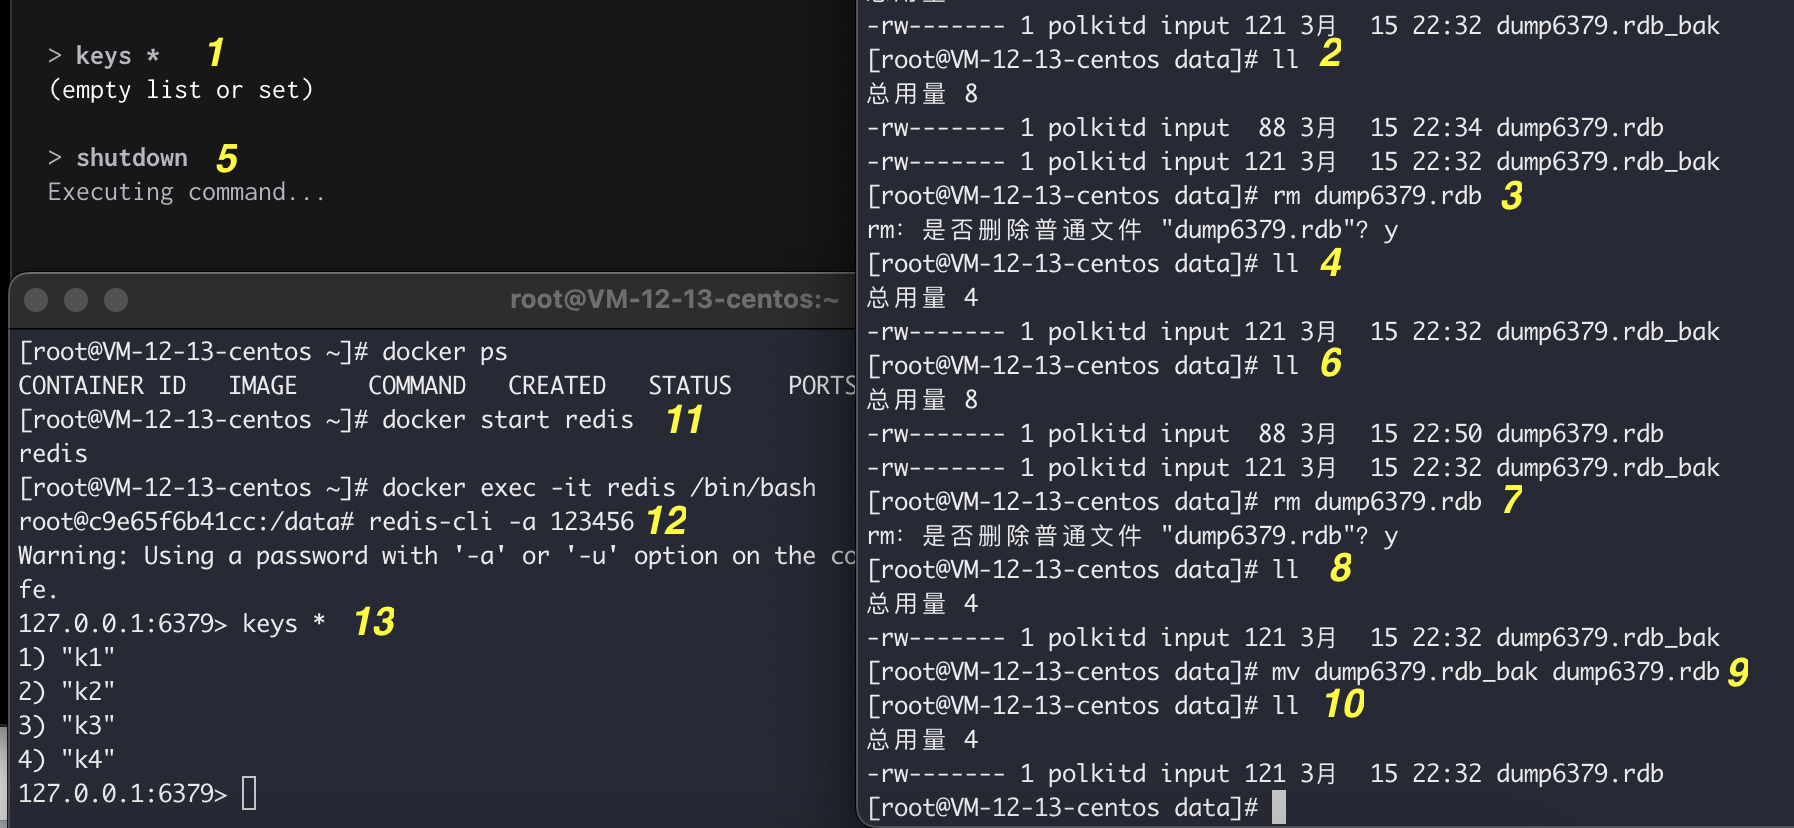 > keys * 1
(empty list or set)
> shutdown 5
Executing command...
root@VM-12-13-centos:~
[root@VM-12-13-centos ~]# docker ps
CONTAINER ID IMAGE COMMAND CREATED STATUS PORTS
[root@VM-12-13-centos ~]# docker start redis 11
redis
[root@VM-12-13-centos ~]# docker exec -it redis /bin/bash
root@c9e65f6b41cc:/data# redis-cli -a 123456 12
Warning: Using a password with '-a' or '-u' option on the co
fe.
127.0.0.1:6379> keys * 13
1) "k1"
2) "k2"
3) "k3"
4) "k4"
127.0.0.1:6379>
-rw------- 1 polkitd input 121 3月 15 22:32 dump6379.rdb_bak
[root@VM-12-13-centos data]# ll 2
总用量 8
-rw------- 1 polkitd input 88 3月 15 22:34 dump6379.rdb
-rw------- 1 polkitd input 121 3月 15 22:32 dump6379.rdb_bak
[root@VM-12-13-centos data]# rm dump6379.rdb 3
rm：是否删除普通文件 "dump6379.rdb"? y
[root@VM-12-13-centos data]# ll 4
总用量 4
-rw------- 1 polkitd input 121 3月 15 22:32 dump6379.rdb_bak
[root@VM-12-13-centos data]# ll 6
总用量 8
-rw------- 1 polkitd input 88 3月 15 22:50 dump6379.rdb
-rw------- 1 polkitd input 121 3月 15 22:32 dump6379.rdb_bak
[root@VM-12-13-centos data]# rm dump6379.rdb 7
rm：是否删除普通文件 "dump6379.rdb"? y
[root@VM-12-13-centos data]# ll 8
总用量 4
-rw------- 1 polkitd input 121 3月 15 22:32 dump6379.rdb_bak
[root@VM-12-13-centos data]# mv dump6379.rdb_bak dump6379.rdb 9
[root@VM-12-13-centos data]# ll 10
总用量 4
-rw------- 1 polkitd input 121 3月 15 22:32 dump6379.rdb
[root@VM-12-13-centos data]#